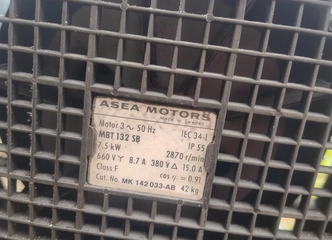 ASEA MOTORS
Made in Sweden
Motor 3 ~ 50 Hz IEC 34-1
MBT 132 SB IP 55
7.5 kW 2870 r/min
660 V Y 8.7 A 380 V △ 15.0 A
Class F cos φ = 0.91
Cat. No. MK 142 033-AB 42 kg